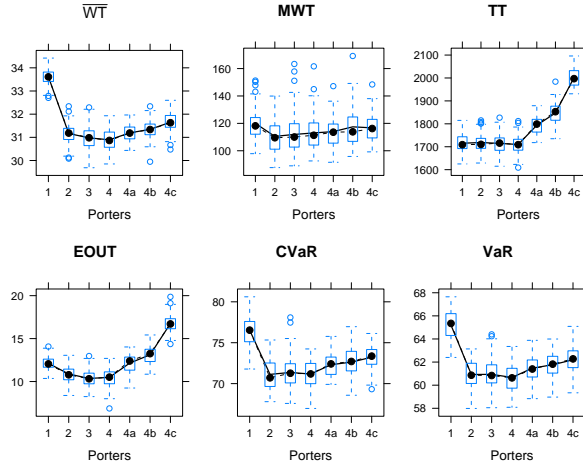 WT MWT TT
34
33
32
31
30
160
140
120
100
2100
2000
1900
1800
1700
1600
1 2 3 4 4a 4b 4c
1 2 3 4 4a 4b 4c
1 2 3 4 4a 4b 4c
Porters Porters Porters
EOUT CVaR VaR
20
15
10
80
75
70
68
66
64
62
60
58
1 2 3 4 4a 4b 4c
1 2 3 4 4a 4b 4c
1 2 3 4 4a 4b 4c
Porters Porters Porters